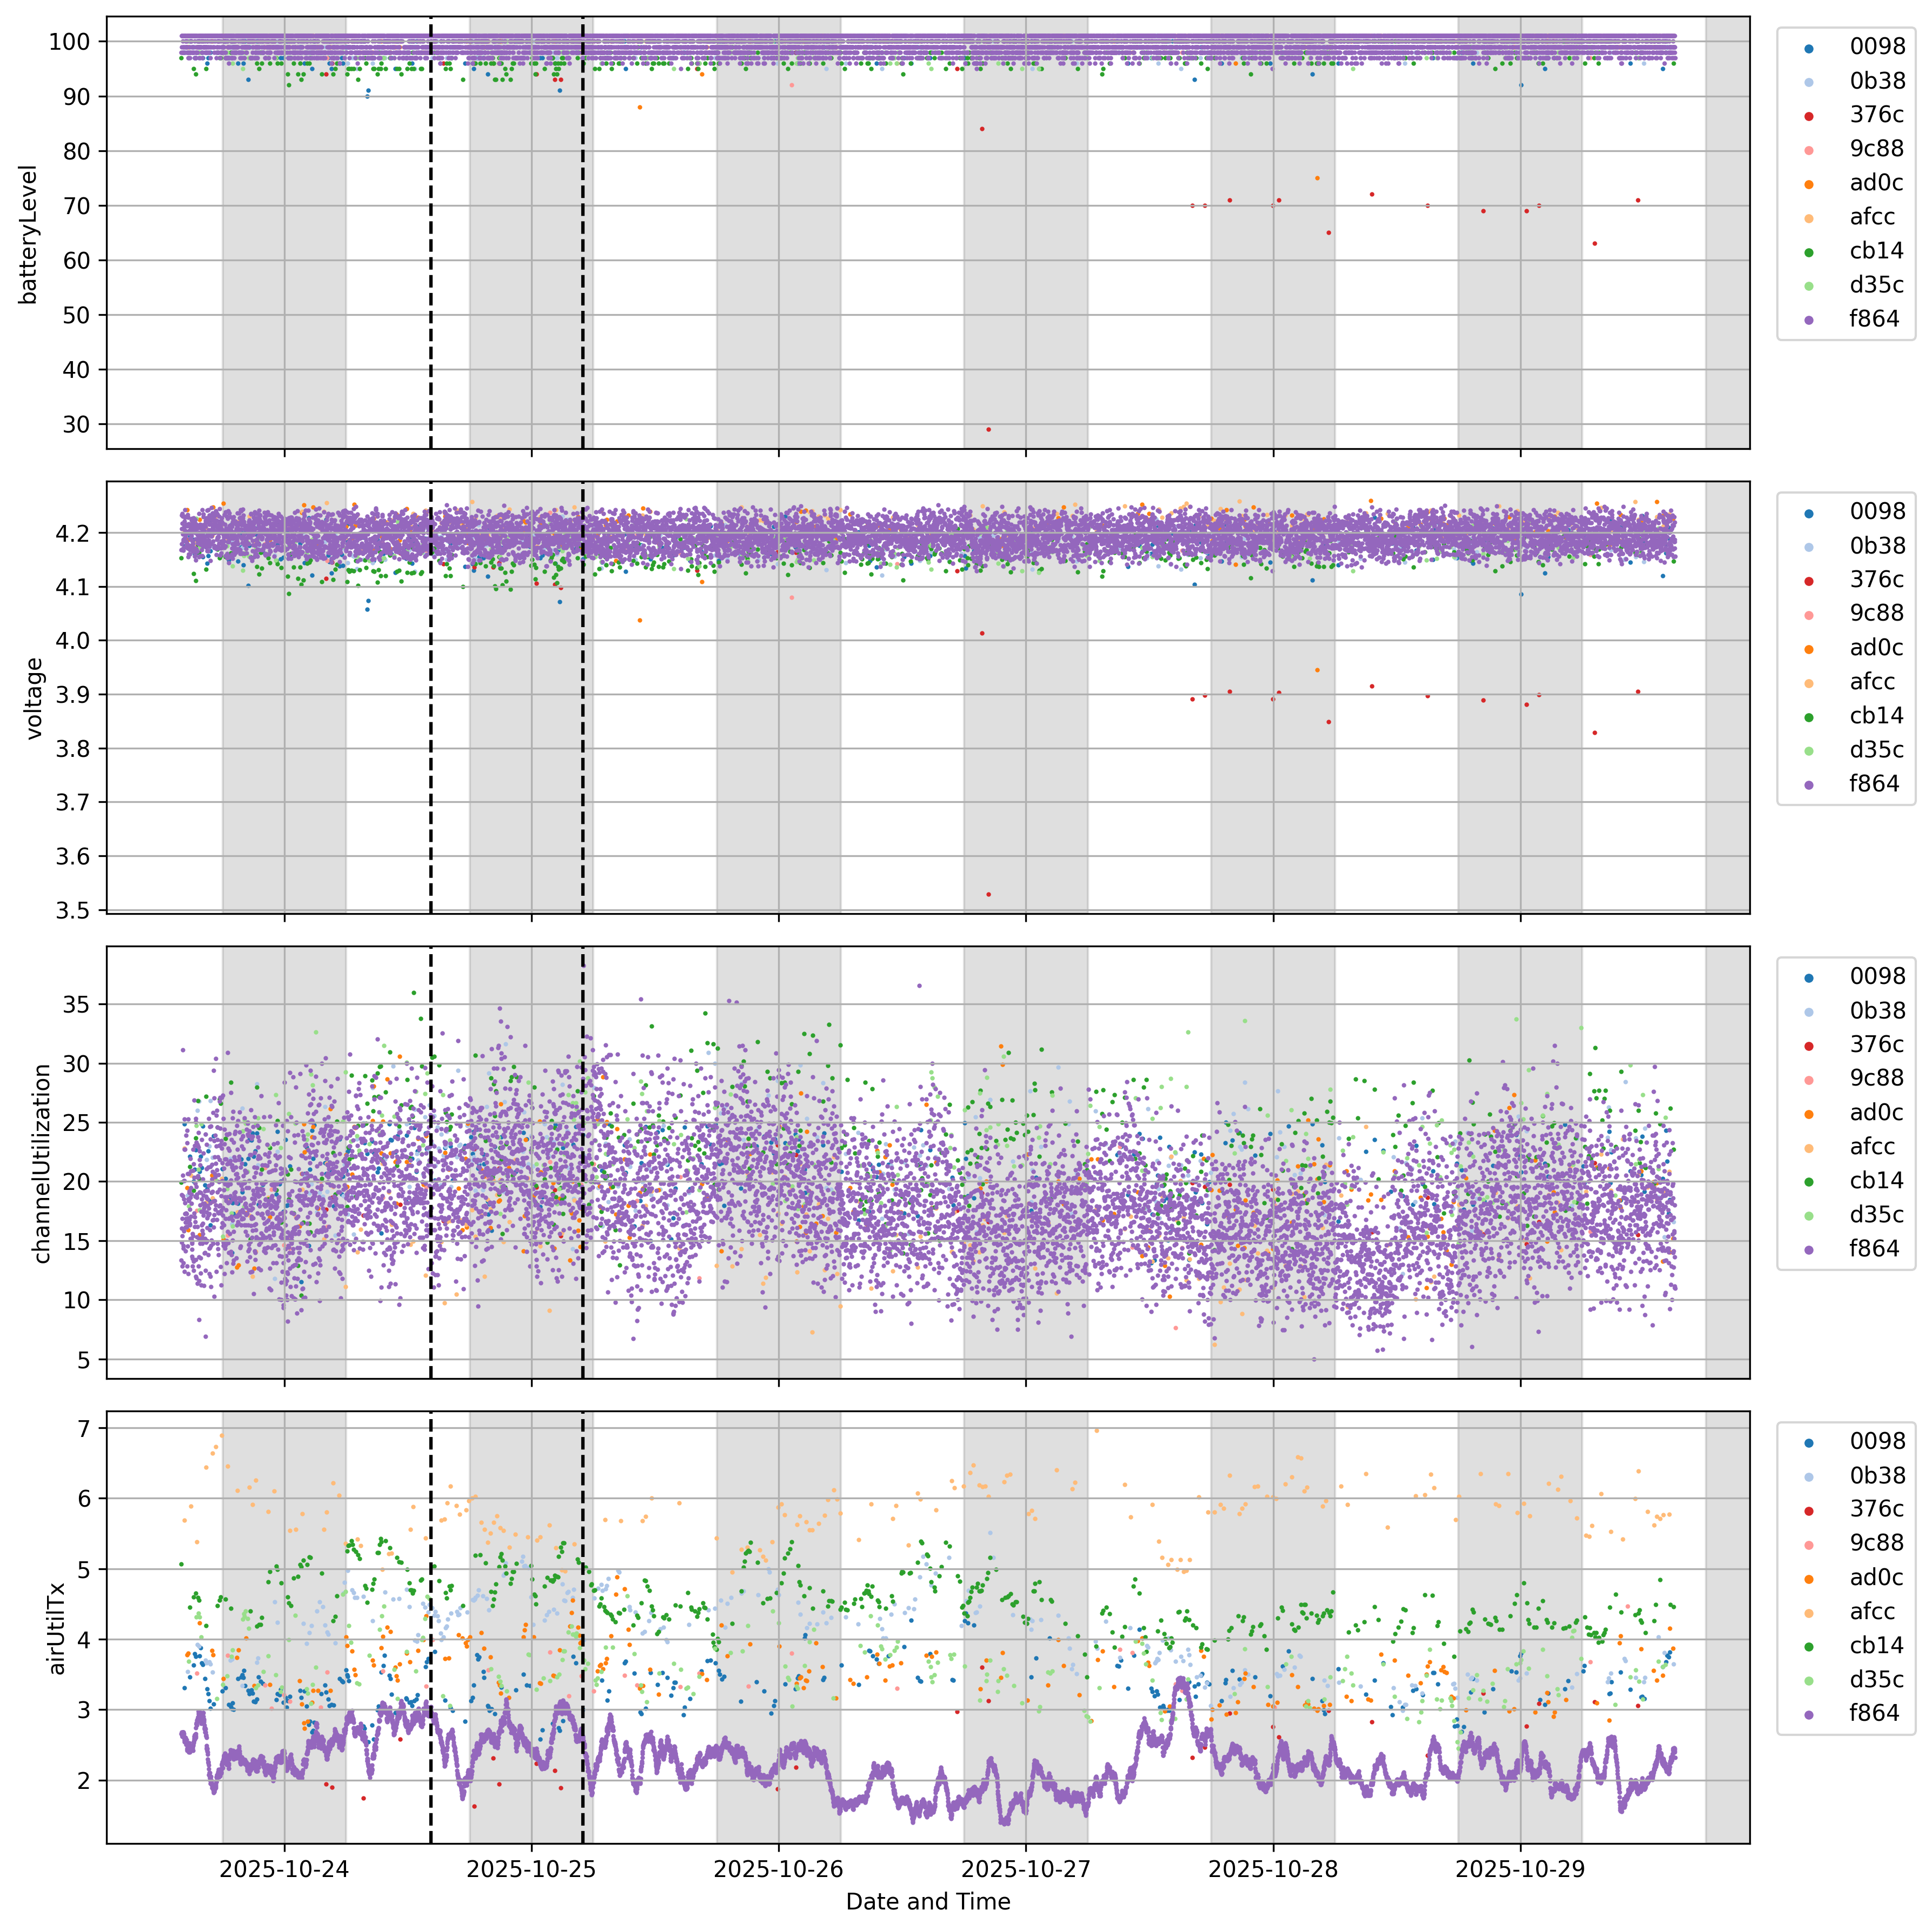 batteryLevel
100
90
80
70
60
50
40
30
0098
0b38
376c
9c88
ad0c
afcc
cb14
d35c
f864
voltage
4.2
4.1
4.0
3.9
3.8
3.7
3.6
3.5
0098
0b38
376c
9c88
ad0c
afcc
cb14
d35c
f864
channelUtilization
35
30
25
20
15
10
5
0098
0b38
376c
9c88
ad0c
afcc
cb14
d35c
f864
airUtilTx
7
6
5
4
3
2
0098
0b38
376c
9c88
ad0c
afcc
cb14
d35c
f864
2025-10-24
2025-10-25
2025-10-26
2025-10-27
2025-10-28
2025-10-29
Date and Time